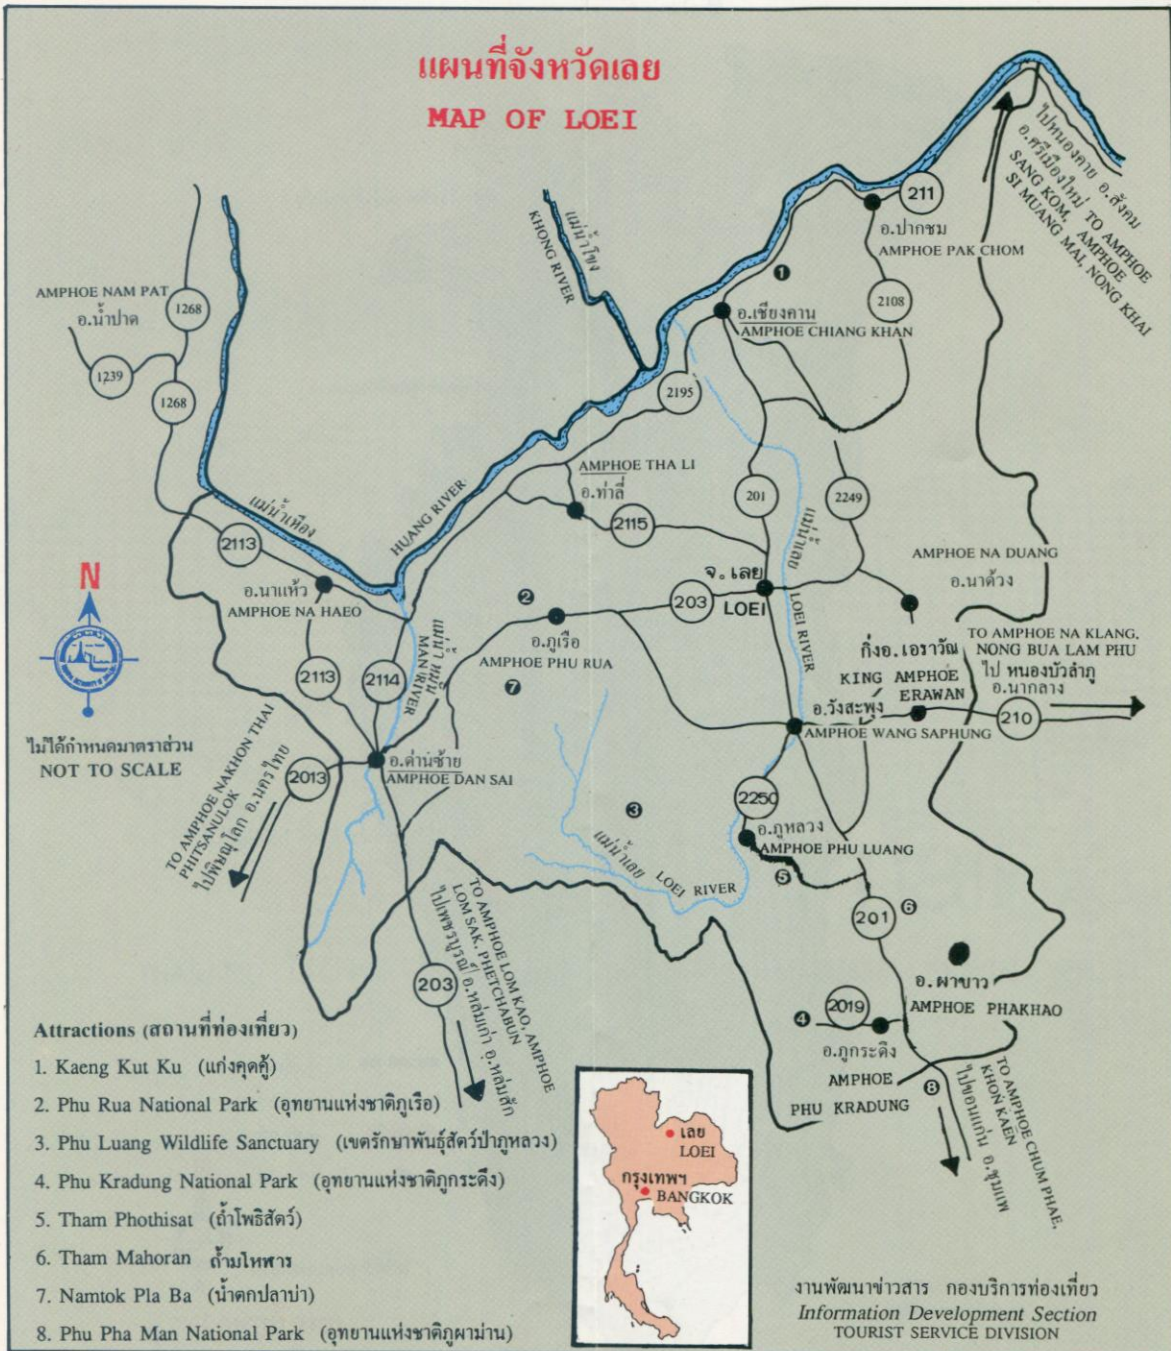 แผนที่จังหวัดเลย
MAP OF LOEI
ไปหนองคาย อ.สังคม
อ.ศรีเมืองใหม่ TO AMPHOE
SANG KOM, AMPHOE
SI MUANG MAI, NONG KHAI
211
อ.ปากชม
AMPHOE PAK CHOM
แม่น้ำโขง
KHONG RIVER
1
2108
AMPHOE NAM PAT
อ.น้ำปาด
1268
1239
1268
อ.เชียงคาน
AMPHOE CHIANG KHAN
2195
AMPHOE THA LI
อ.ท่าลี่
2115
201
2249
แม่น้ำเลย
LOEI RIVER
แม่น้ำเหือง
HUANG RIVER
2113
อ.นาแห้ว
AMPHOE NA HAEO
N
ไม่ได้กำหนดมาตราส่วน
NOT TO SCALE
2113
2114
แม่น้ำหมัน
MAN RIVER
2
อ.ภูเรือ
AMPHOE PHU RUA
7
203
จ.เลย
LOEI
AMPHOE NA DUANG
อ.นาด้วง
กิ่งอ.เอราวัณ
KING AMPHOE
ERAWAN
TO AMPHOE NA KLANG,
NONG BUA LAM PHU
ไป หนองบัวลำภู
อ.นากลาง
210
อ.วังสะพุง
AMPHOE WANG SAPHUNG
อ.ด่านซ้าย
AMPHOE DAN SAI
2013
TO AMPHOE NAKHON THAI
PHITSANULOK
ไปพิษณุโลก อ.นครไทย
2250
3
แม่น้ำเลย
LOEI RIVER
อ.ภูหลวง
AMPHOE PHU LUANG
5
6
201
TO AMPHOE LOM KAO, AMPHOE
LOM SAK, PHETCHABUN
ไปเพชรบูรณ์ อ.หล่มเก่า อ.หล่มสัก
203
อ.ผาขาว
AMPHOE PHAKHAO
4
2019
อ.ภูกระดึง
AMPHOE
PHU KRADUNG
8
TO AMPHOE CHUM PHAE,
KHON KAEN
ไปขอนแก่น อ.ชุมแพ
Attractions (สถานที่ท่องเที่ยว)
1. Kaeng Kut Ku (แก่งคุดคู้)
2. Phu Rua National Park (อุทยานแห่งชาติภูเรือ)
3. Phu Luang Wildlife Sanctuary (เขตรักษาพันธุ์สัตว์ป่าภูหลวง)
4. Phu Kradung National Park (อุทยานแห่งชาติภูกระดึง)
5. Tham Phothisat (ถ้ำโพธิสัตว์)
6. Tham Mahoran ถ้ำมโหฬาร
7. Namtok Pla Ba (น้ำตกปลาบ่า)
8. Phu Pha Man National Park (อุทยานแห่งชาติภูผาม่าน)
เลย
LOEI
กรุงเทพฯ
BANGKOK
งานพัฒนาข่าวสาร กองบริการท่องเที่ยว
Information Development Section
TOURIST SERVICE DIVISION